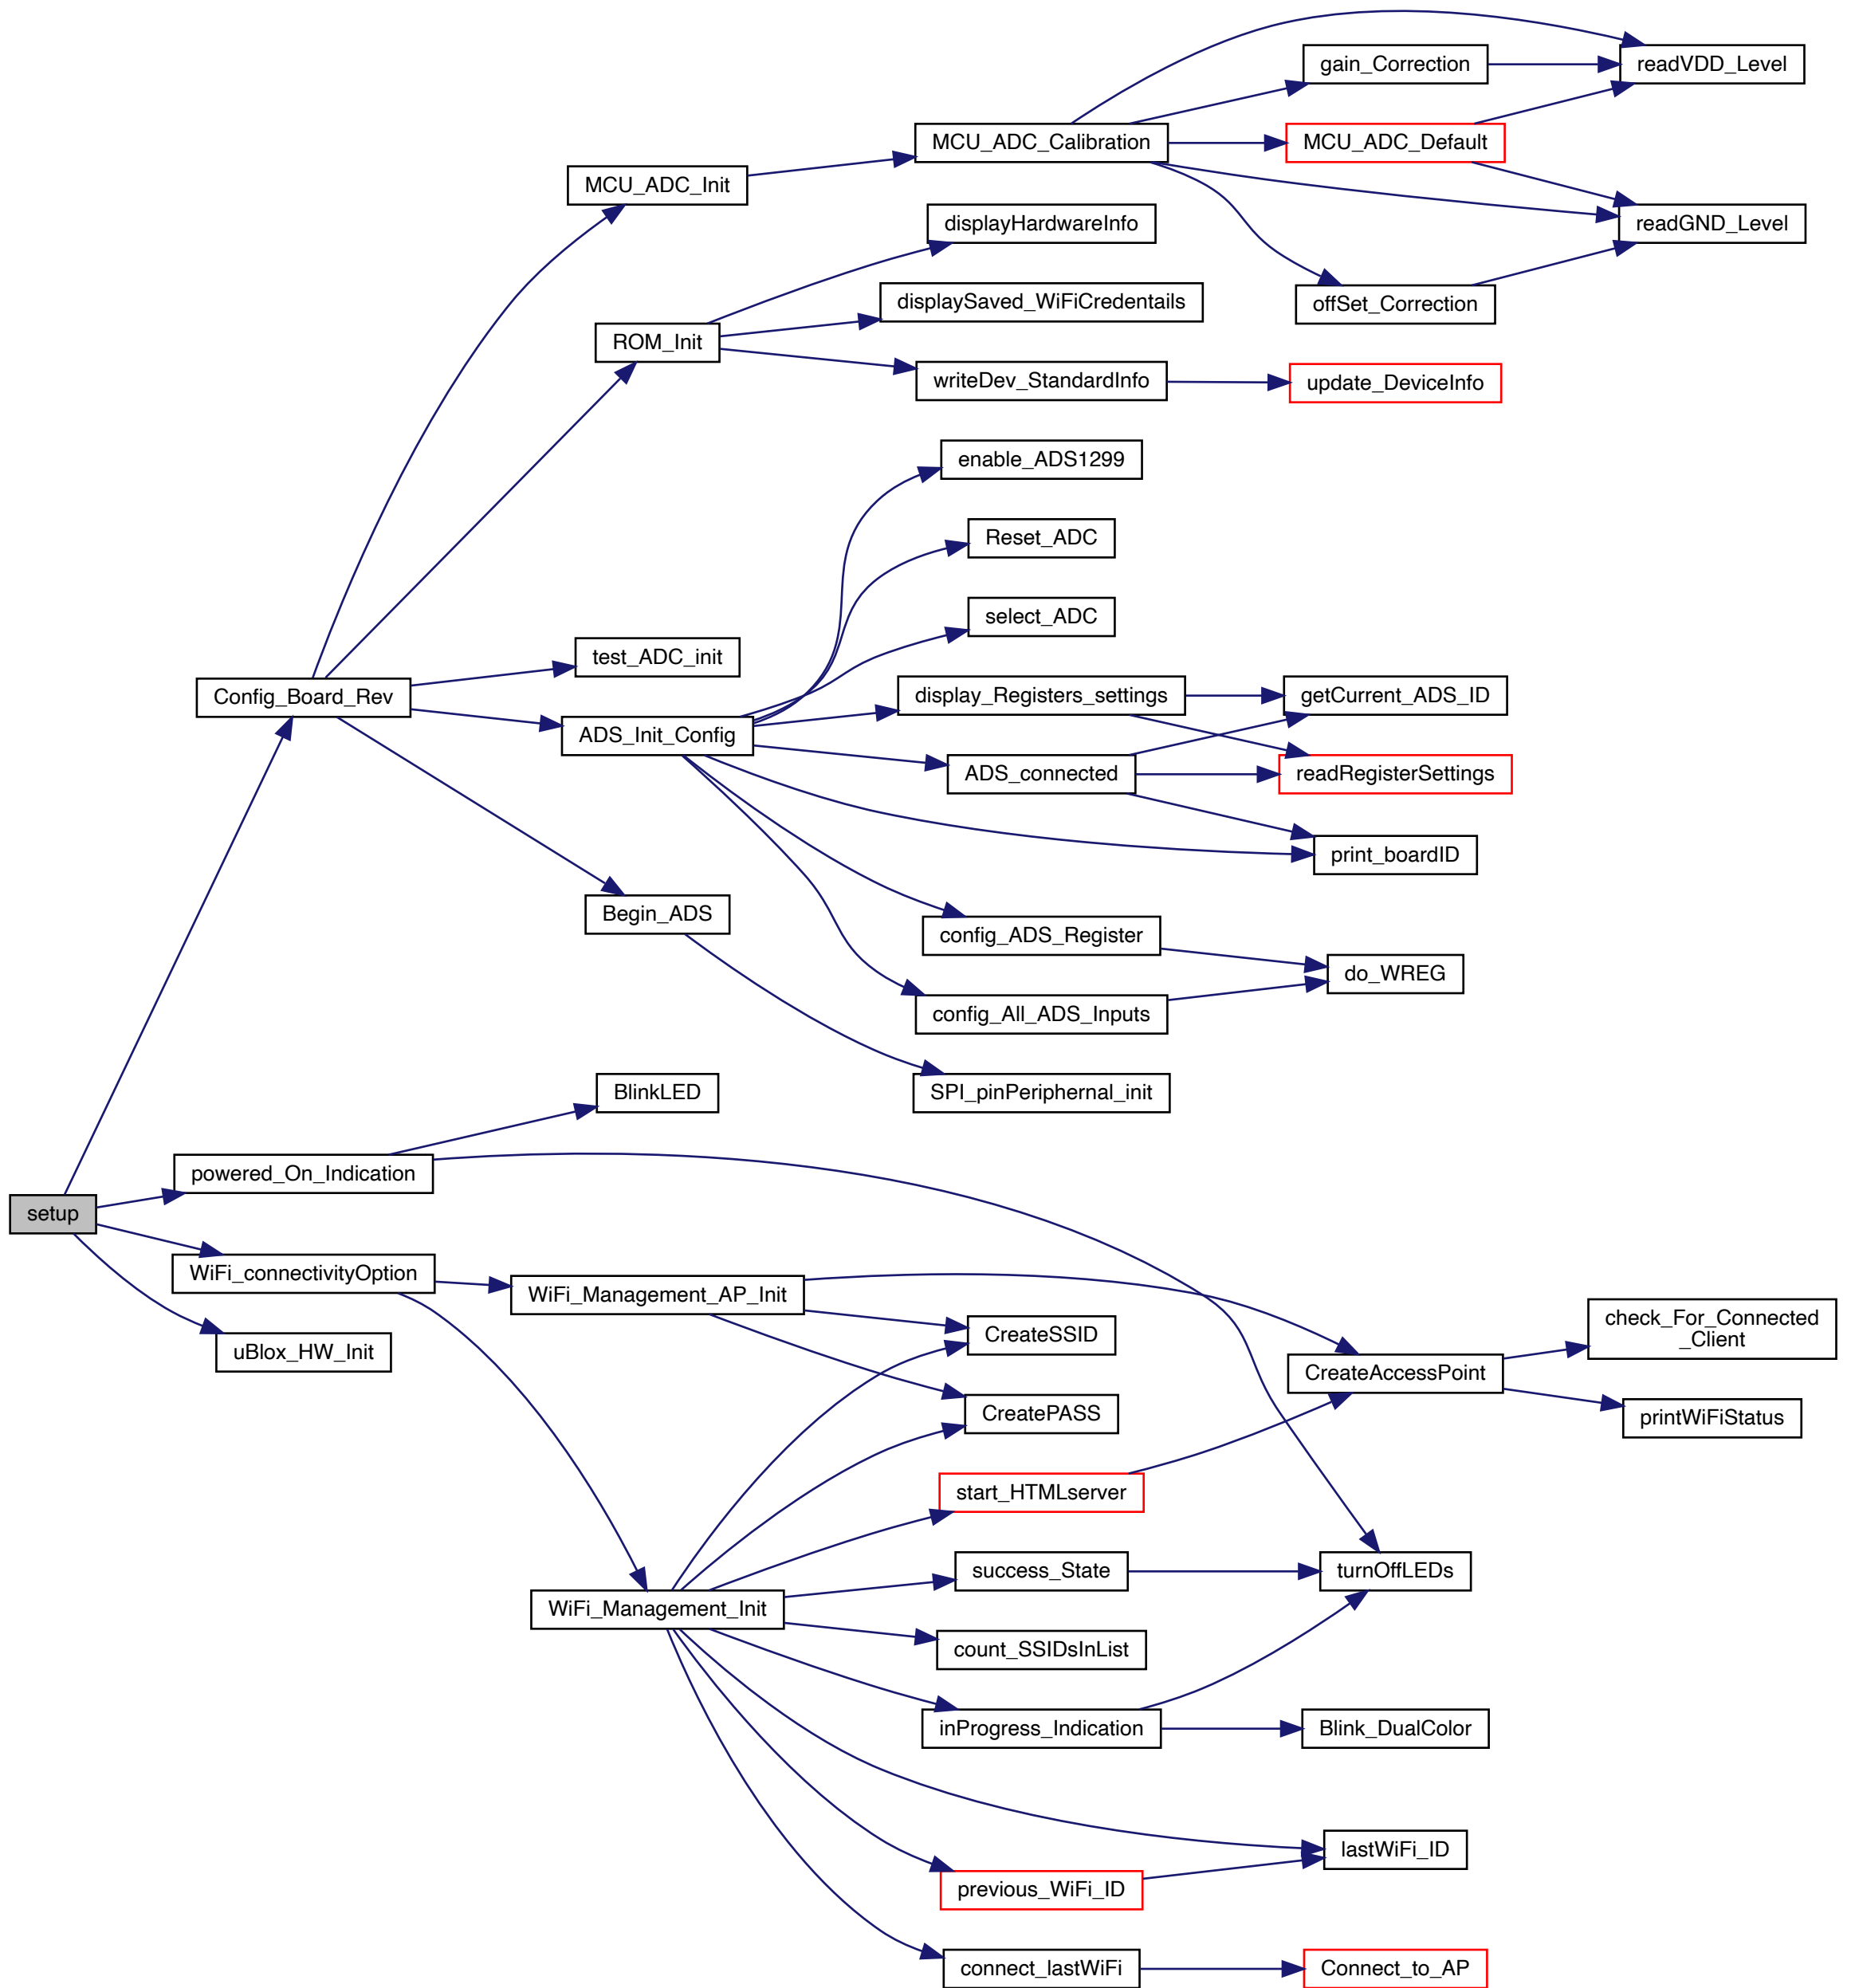 readVDD_Level
gain_Correction
MCU_ADC_Calibration
MCU_ADC_Default
MCU_ADC_Init
displayHardwareInfo
readGND_Level
displaySaved_WiFiCredentails
offSet_Correction
ROM_Init
writeDev_StandardInfo
update_DeviceInfo
enable_ADS1299
Reset_ADC
select_ADC
test_ADC_init
Config_Board_Rev
display_Registers_settings
getCurrent_ADS_ID
ADS_Init_Config
ADS_connected
readRegisterSettings
print_boardID
Begin_ADS
config_ADS_Register
do_WREG
config_All_ADS_Inputs
BlinkLED
SPI_pinPeriphernal_init
powered_On_Indication
setup
WiFi_connectivityOption
WiFi_Management_AP_Init
uBlox_HW_Init
CreateSSID
check_For_Connected
_Client
CreateAccessPoint
CreatePASS
printWiFiStatus
start_HTMLserver
success_State
turnOffLEDs
WiFi_Management_Init
count_SSIDsInList
inProgress_Indication
Blink_DualColor
lastWiFi_ID
previous_WiFi_ID
connect_lastWiFi
Connect_to_AP